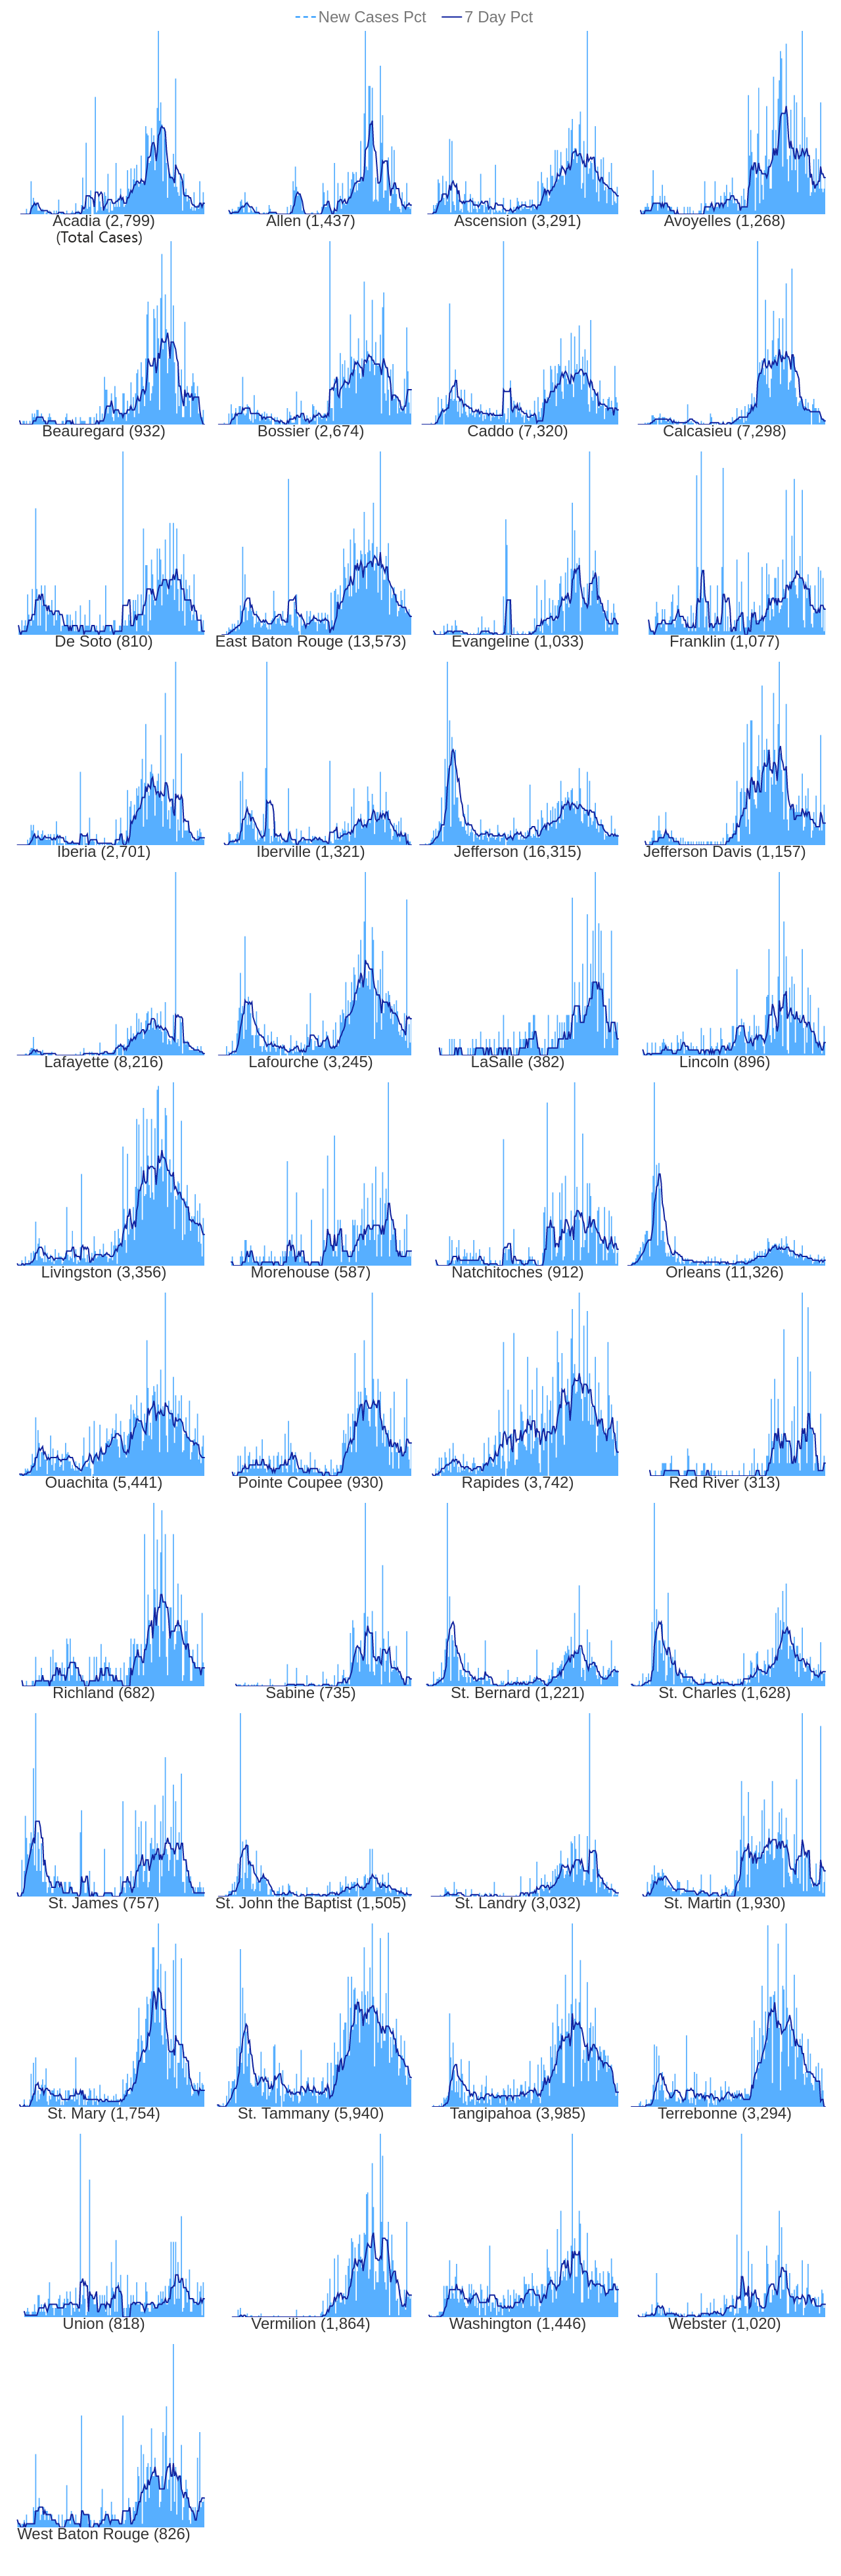 New Cases Pct 7 Day Pct
Acadia (2,799) Allen (1,437) Ascension (3,291) Avoyelles (1,268)
(Total Cases)
Beauregard (932) Bossier (2,674) Caddo (7,320) Calcasieu (7,298)
De Soto (810) East Baton Rouge (13,573) Evangeline (1,033) Franklin (1,077)
Iberia (2,701) Iberville (1,321) Jefferson (16,315) Jefferson Davis (1,157)
Lafayette (8,216) Lafourche (3,245) LaSalle (382) Lincoln (896)
Livingston (3,356) Morehouse (587) Natchitoches (912) Orleans (11,326)
Ouachita (5,441) Pointe Coupee (930) Rapides (3,742) Red River (313)
Richland (682) Sabine (735) St. Bernard (1,221) St. Charles (1,628)
St. James (757) St. John the Baptist (1,505) St. Landry (3,032) St. Martin (1,930)
St. Mary (1,754) St. Tammany (5,940) Tangipahoa (3,985) Terrebonne (3,294)
Union (818) Vermilion (1,864) Washington (1,446) Webster (1,020)
West Baton Rouge (826)